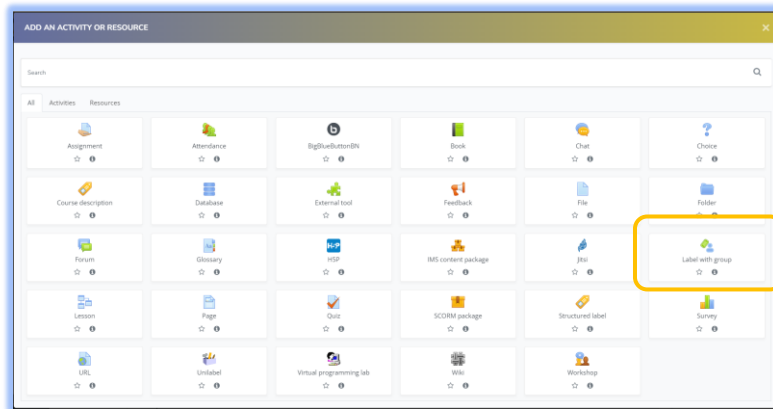 ADD AN ACTIVITY OR RESOURCE
Search
All Activities Resources
Assignment Attendance BigBlueButtonBN Book Chat Choice
Course description Database External tool Feedback File Folder
Forum Glossary H5P IMS content package Jitsi Label with group
Lesson Page Quiz SCORM package Structured label Survey
URL Unilabel Virtual programming lab Wiki Workshop